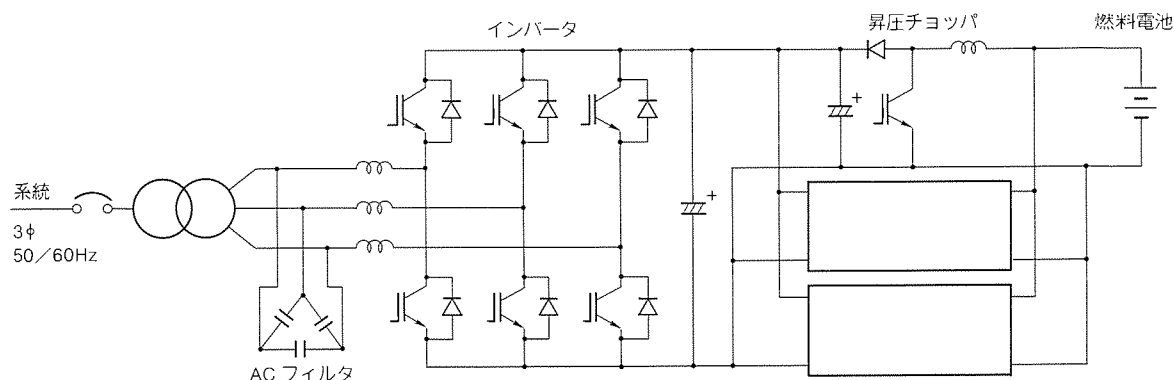 インバータ
昇圧チョッパ
燃料電池
+
+
系統
3φ
50/60Hz
ACフィルタ